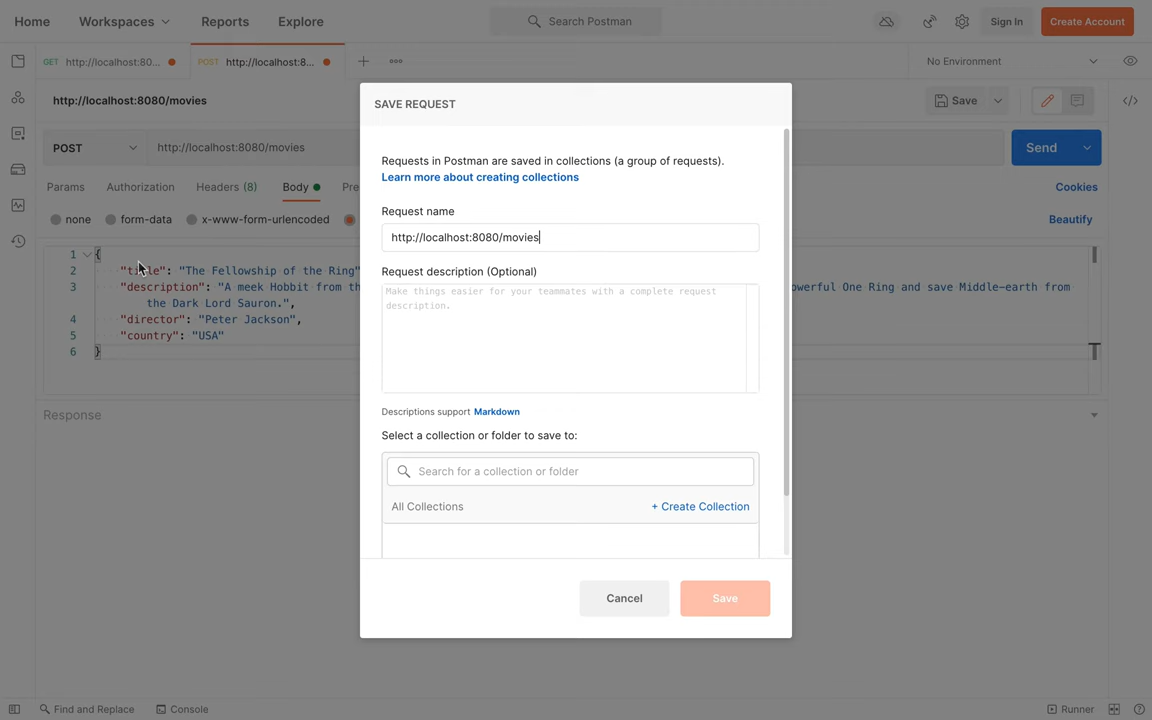 Home Workspaces Reports Explore Search Postman Sign In Create Account
GET http://localhost:80... POST http://localhost:8... No Environment
http://localhost:8080/movies Save
POST http://localhost:8080/movies Send
Params Authorization Headers (8) Body Pre Cookies
none form-data x-www-form-urlencoded Beautify
1 {
2 "title": "The Fellowship of the Ring"
3 "description": "A meek Hobbit from th owerful One Ring and save Middle-earth from
the Dark Lord Sauron.",
4 "director": "Peter Jackson",
5 "country": "USA"
6 }
Response
SAVE REQUEST
Requests in Postman are saved in collections (a group of requests).
Learn more about creating collections
Request name
http://localhost:8080/movies
Request description (Optional)
Make things easier for your teammates with a complete request
description.
Descriptions support Markdown
Select a collection or folder to save to:
Search for a collection or folder
All Collections + Create Collection
Cancel Save
Find and Replace Console Runner